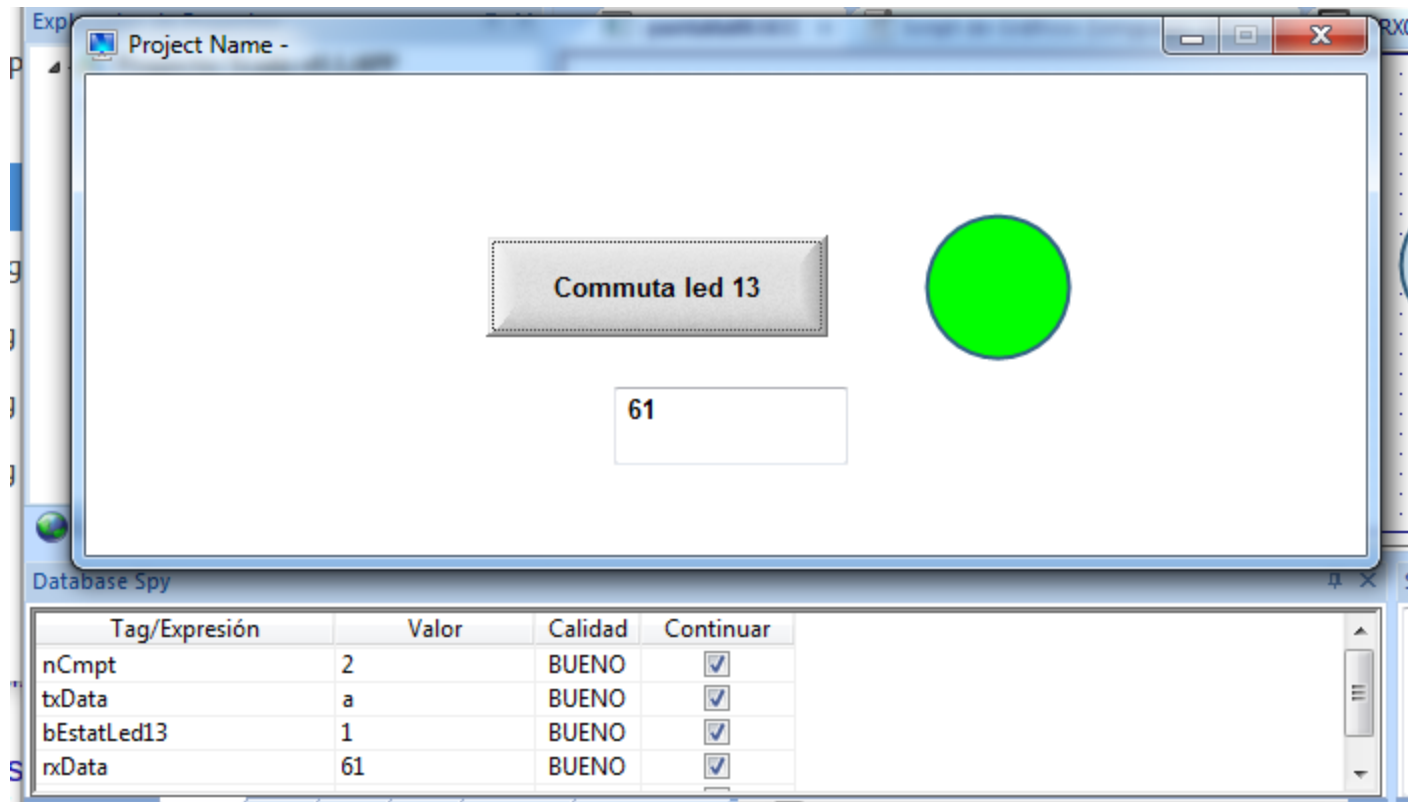 Project Name -
Commuta led 13
61
Database Spy
Tag/Expresión Valor Calidad Continuar
nCmpt 2 BUENO
txData a BUENO
bEstatLed13 1 BUENO
rxData 61 BUENO